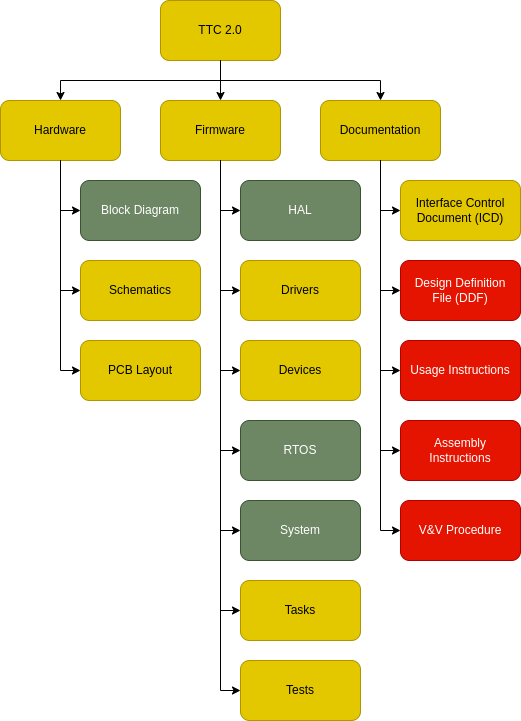 TTC 2.0
Hardware
Firmware
Documentation
Block Diagram
Schematics
PCB Layout
HAL
Drivers
Devices
RTOS
System
Tasks
Tests
Interface Control
Document (ICD)
Design Definition
File (DDF)
Usage Instructions
Assembly
Instructions
V&V Procedure